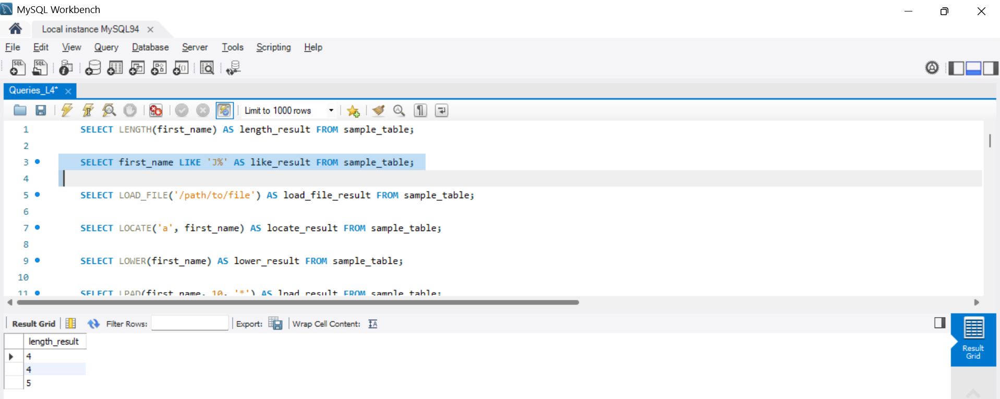 MySQL Workbench
Local instance MySQL94
File Edit View Query Database Server Tools Scripting Help
SQL SQL
Queries_L4*
Limit to 1000 rows
1 SELECT LENGTH(first_name) AS length_result FROM sample_table;
2
3 SELECT first_name LIKE 'J%' AS like_result FROM sample_table;
4
5 SELECT LOAD_FILE('/path/to/file') AS load_file_result FROM sample_table;
6
7 SELECT LOCATE('a', first_name) AS locate_result FROM sample_table;
8
9 SELECT LOWER(first_name) AS lower_result FROM sample_table;
10
11 SELECT LPAD(first_name, 10, '*') AS lpad_result FROM sample_table;
Result Grid Filter Rows: Export: Wrap Cell Content:
Result
Grid
length_result
4
4
5